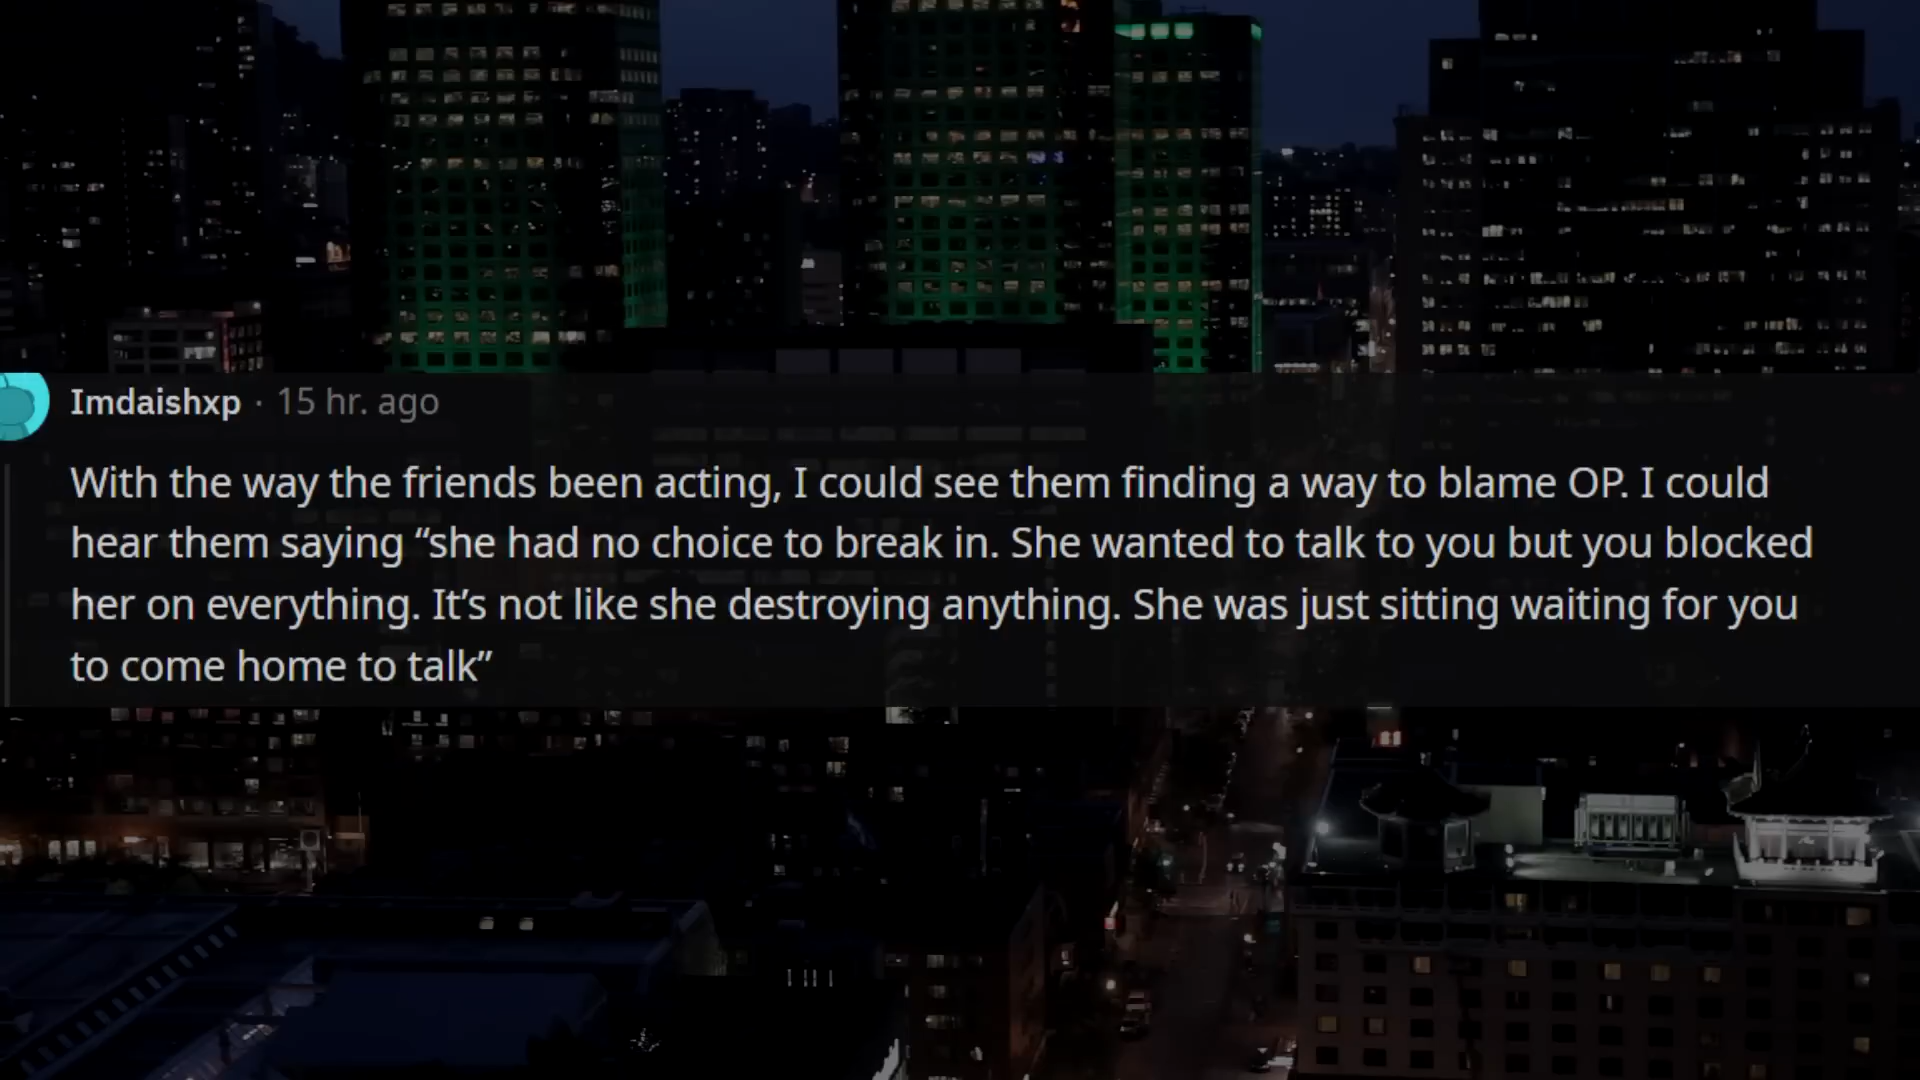 Imdaishxp · 15 hr. ago
With the way the friends been acting, I could see them finding a way to blame OP. I could
hear them saying “she had no choice to break in. She wanted to talk to you but you blocked
her on everything. It’s not like she destroying anything. She was just sitting waiting for you
to come home to talk”